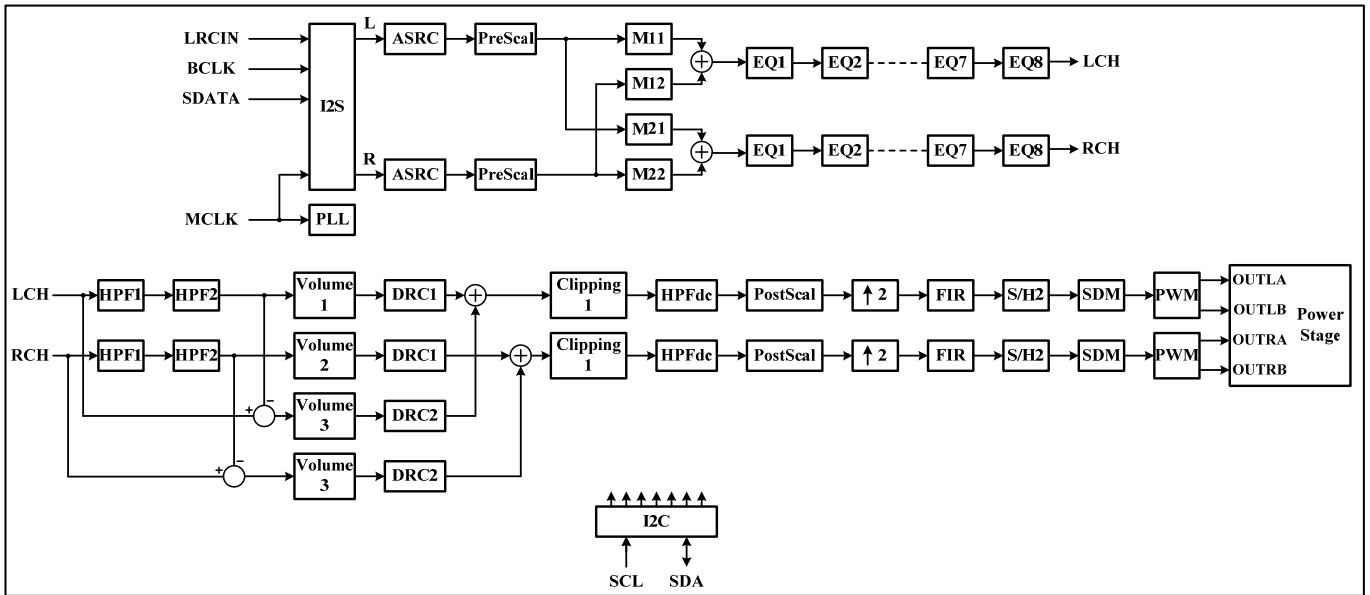 L
LRCIN
ASRC
PreScal
M11
BCLK
EQ1
EQ2
EQ7
EQ8
LCH
M12
SDATA
I2S
M21
R
EQ1
EQ2
EQ7
EQ8
RCH
ASRC
PreScal
M22
MCLK
PLL
LCH
HPF1
HPF2
Volume
1
DRC1
Clipping
1
HPFdc
PostScal
↑ 2
FIR
S/H2
SDM
PWM
OUTLA
OUTLB
Power
Stage
RCH
HPF1
HPF2
Volume
2
DRC1
Clipping
1
HPFdc
PostScal
↑ 2
FIR
S/H2
SDM
PWM
OUTRA
OUTRB
+
−
Volume
3
DRC2
+
−
Volume
3
DRC2
I2C
SCL
SDA